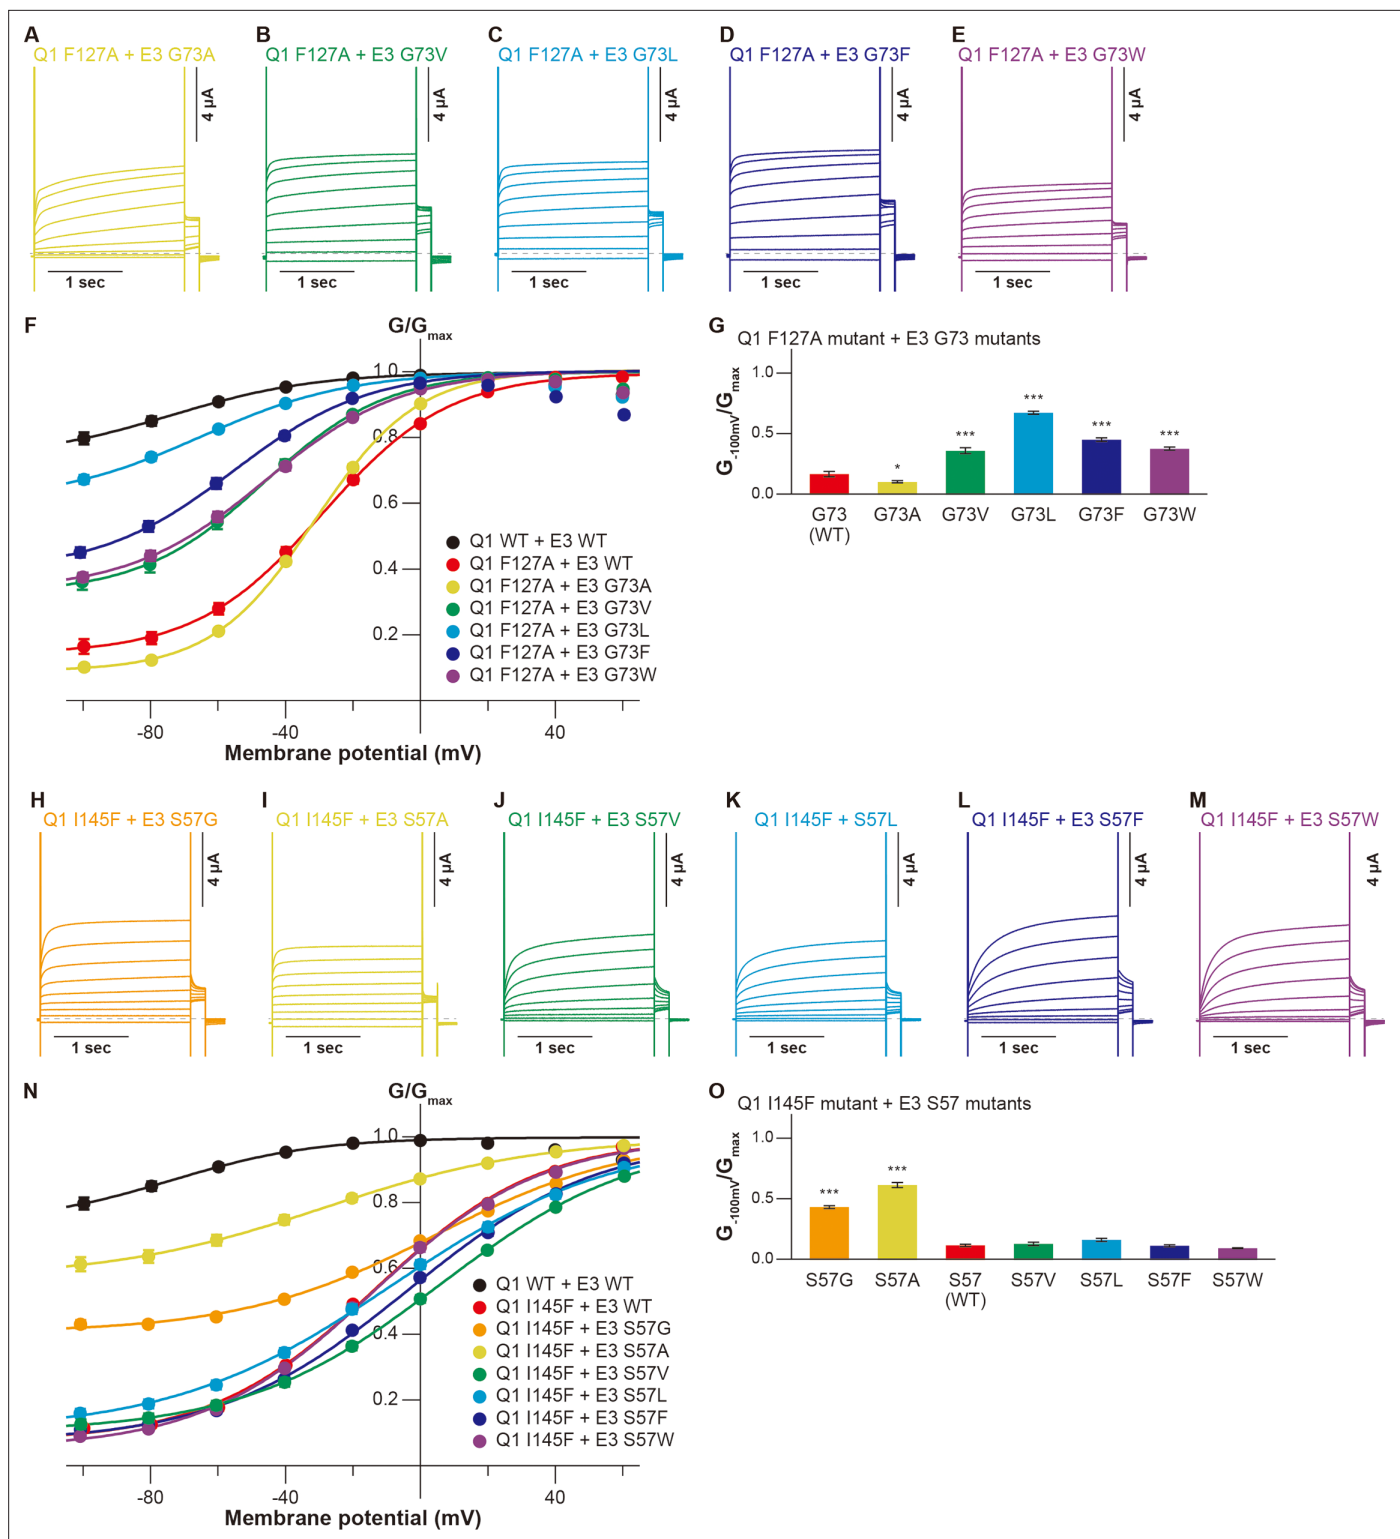 A
Q1 F127A + E3 G73A
4 µA
1 sec
B
Q1 F127A + E3 G73V
4 µA
1 sec
C
Q1 F127A + E3 G73L
4 µA
1 sec
D
Q1 F127A + E3 G73F
4 µA
1 sec
E
Q1 F127A + E3 G73W
4 µA
1 sec
F
G/Gmax
1.0
0.8
0.6
0.4
0.2
-80
-40
0
40
Membrane potential (mV)
Q1 WT + E3 WT
Q1 F127A + E3 WT
Q1 F127A + E3 G73A
Q1 F127A + E3 G73V
Q1 F127A + E3 G73L
Q1 F127A + E3 G73F
Q1 F127A + E3 G73W
G
Q1 F127A mutant + E3 G73 mutants
G-100mV/Gmax
1.0
0.5
0.0
*
***
***
***
***
G73
(WT)
G73A
G73V
G73L
G73F
G73W
H
Q1 I145F + E3 S57G
4 µA
1 sec
I
Q1 I145F + E3 S57A
4 µA
1 sec
J
Q1 I145F + E3 S57V
4 µA
1 sec
K
Q1 I145F + S57L
4 µA
1 sec
L
Q1 I145F + E3 S57F
4 µA
1 sec
M
Q1 I145F + E3 S57W
4 µA
1 sec
N
G/Gmax
1.0
0.8
0.6
0.4
0.2
-80
-40
0
40
Membrane potential (mV)
Q1 WT + E3 WT
Q1 I145F + E3 WT
Q1 I145F + E3 S57G
Q1 I145F + E3 S57A
Q1 I145F + E3 S57V
Q1 I145F + E3 S57L
Q1 I145F + E3 S57F
Q1 I145F + E3 S57W
O
Q1 I145F mutant + E3 S57 mutants
G-100mV/Gmax
1.0
0.5
0.0
***
***
S57G
S57A
S57
(WT)
S57V
S57L
S57F
S57W